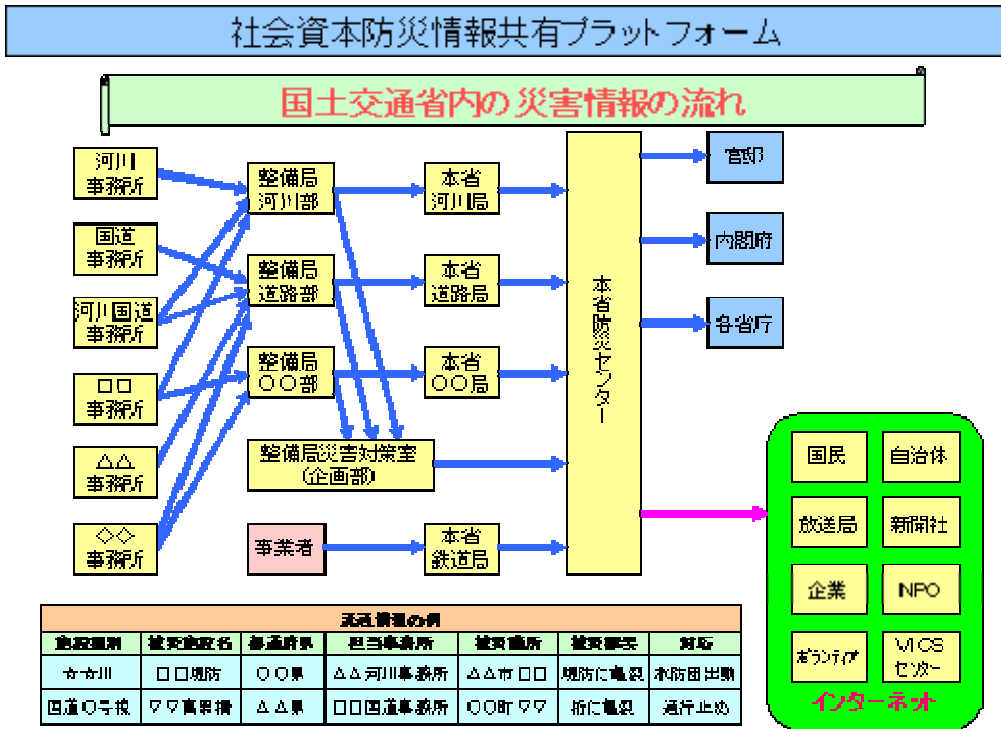 社会資本防災情報共有プラットフォーム
国土交通省内の災害情報の流れ
河川
事務所
国道
事務所
河川国道
事務所
□□
事務所
△△
事務所
◇◇
事務所
整備局
河川部
整備局
道路部
整備局
○○部
整備局災害対策室
(企画部)
事業者
本省
河川局
本省
道路局
本省
○○局
本省
鉄道局
本省防災センター
官邸
内閣府
各省庁
国民
自治体
放送局
新聞社
企業
NPO
ボランティア
VICS
センター
インターネット
流通情報の例
施設種別 被災施設名 都道府県 担当事務所 被災箇所 被災概要 対応
☆☆川 □□堤防 ○○県 △△河川事務所 △△市□□ 堤防に亀裂 水防団出動
国道○号線 ▽▽高架橋 △△県 □□国道事務所 ○○町▽▽ 橋に亀裂 通行止め